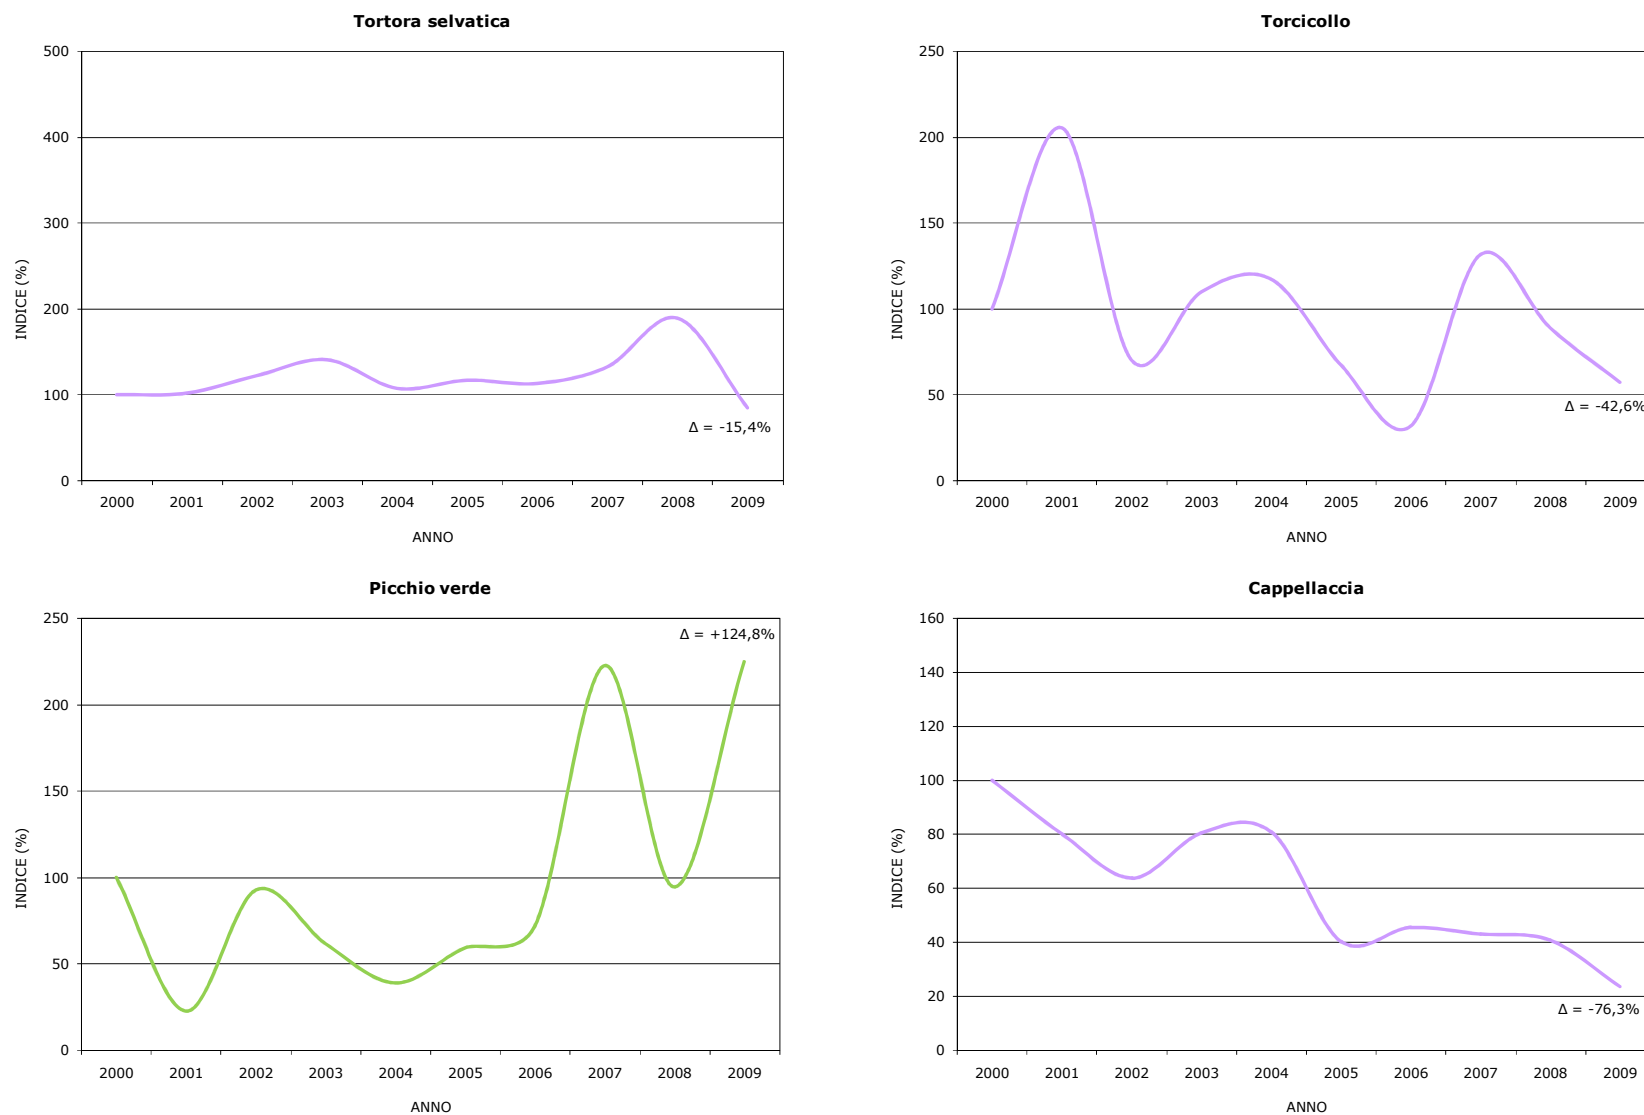 Tortora selvatica
500
400
300
200
100
0
INDICE (%)
Δ = -15,4%
2000 2001 2002 2003 2004 2005 2006 2007 2008 2009
ANNO
Torcicollo
250
200
150
100
50
0
INDICE (%)
Δ = -42,6%
2000 2001 2002 2003 2004 2005 2006 2007 2008 2009
ANNO
Picchio verde
250
200
150
100
50
0
INDICE (%)
Δ = +124,8%
2000 2001 2002 2003 2004 2005 2006 2007 2008 2009
ANNO
Cappellaccia
160
140
120
100
80
60
40
20
0
INDICE (%)
Δ = -76,3%
2000 2001 2002 2003 2004 2005 2006 2007 2008 2009
ANNO